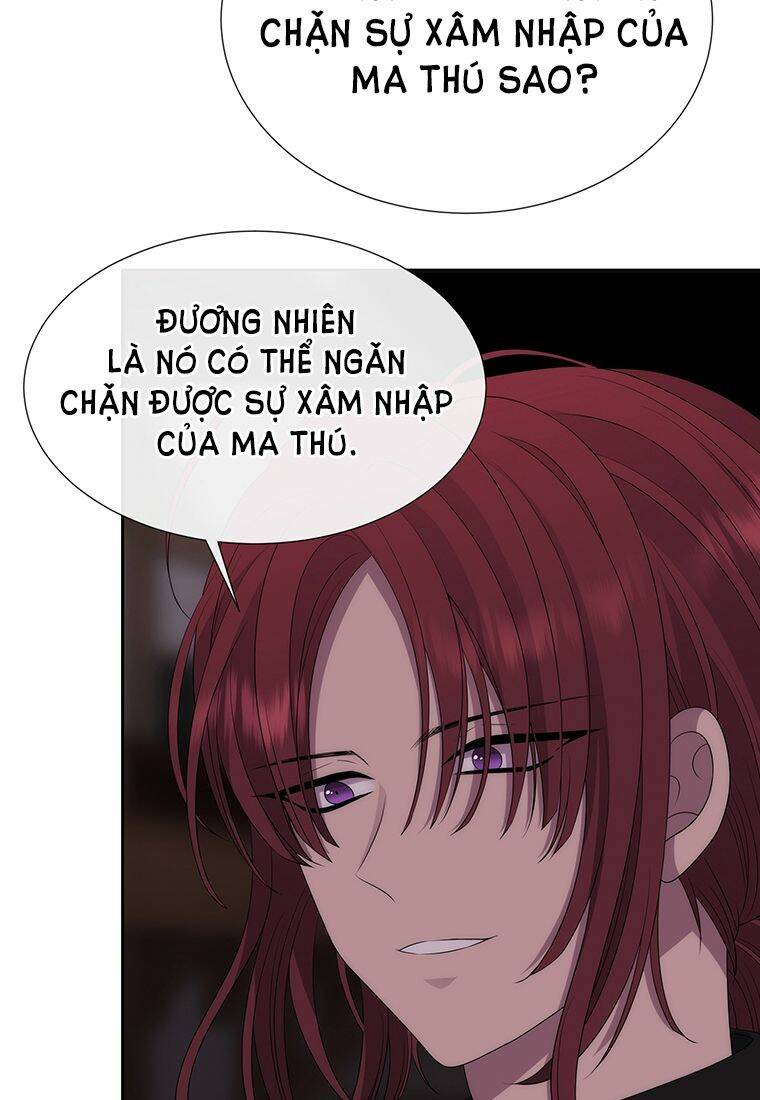 CHẶN SỰ XÂM NHẬP CỦA
MA THÚ SAO?
ĐƯƠNG NHIÊN
LÀ NÓ CÓ THỂ NGĂN
CHẶN ĐƯỢC SỰ XÂM NHẬP
CỦA MA THÚ.